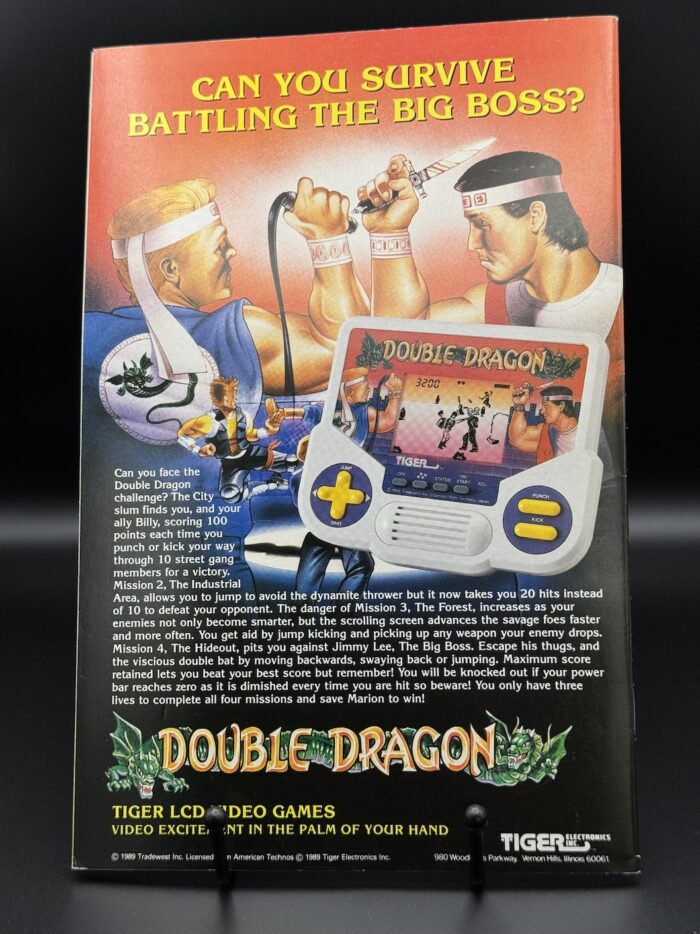 CAN YOU SURVIVE
BATTLING THE BIG BOSS?
DOUBLE DRAGON
3200
TIGER
OFF
STATUS
ON
START
ACL
JUMP
PUNCH
KICK
Can you face the
Double Dragon
challenge? The City
slum finds you, and your
ally Billy, scoring 100
points each time you
punch or kick your way
through 10 street gang
members for a victory.
Mission 2, The Industrial
Area, allows you to jump to avoid the dynamite thrower but it now takes you 20 hits instead
of 10 to defeat your opponent. The danger of Mission 3, The Forest, increases as your
enemies not only become smarter, but the scrolling screen advances the savage foes faster
and more often. You get aid by jump kicking and picking up any weapon your enemy drops.
Mission 4, The Hideout, pits you against Jimmy Lee, The Big Boss. Escape his thugs, and
the viscious double bat by moving backwards, swaying back or jumping. Maximum score
retained lets you beat your best score but remember! You will be knocked out if your power
bar reaches zero as it is dimished every time you are hit so beware! You only have three
lives to complete all four missions and save Marion to win!
DOUBLE DRAGON
TIGER LCD VIDEO GAMES
VIDEO EXCITEMENT IN THE PALM OF YOUR HAND
TIGER ELECTRONICS INC.
© 1989 Tradewest Inc. Licensed American Technos © 1989 Tiger Electronics Inc.
980 Parkway, Vernon Hills, Illinois 60061